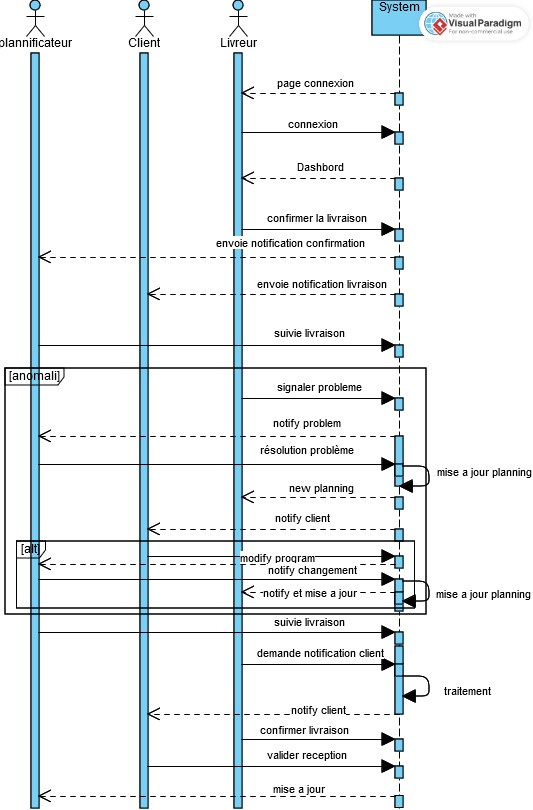 System
Made with
Visual Paradigm
For non-commercial use
plannificateur
Client
Livreur
page connexion
connexion
Dashbord
confirmer la livraison
envoie notification confirmation
envoie notification livraison
suivie livraison
[anomali]
signaler probleme
notify problem
résolution problème
mise a jour planning
new planning
notify client
[alt]
modify program
notify changement
notify et mise a jour
mise a jour planning
suivie livraison
demande notification client
traitement
notify client
confirmer livraison
valider reception
mise a jour